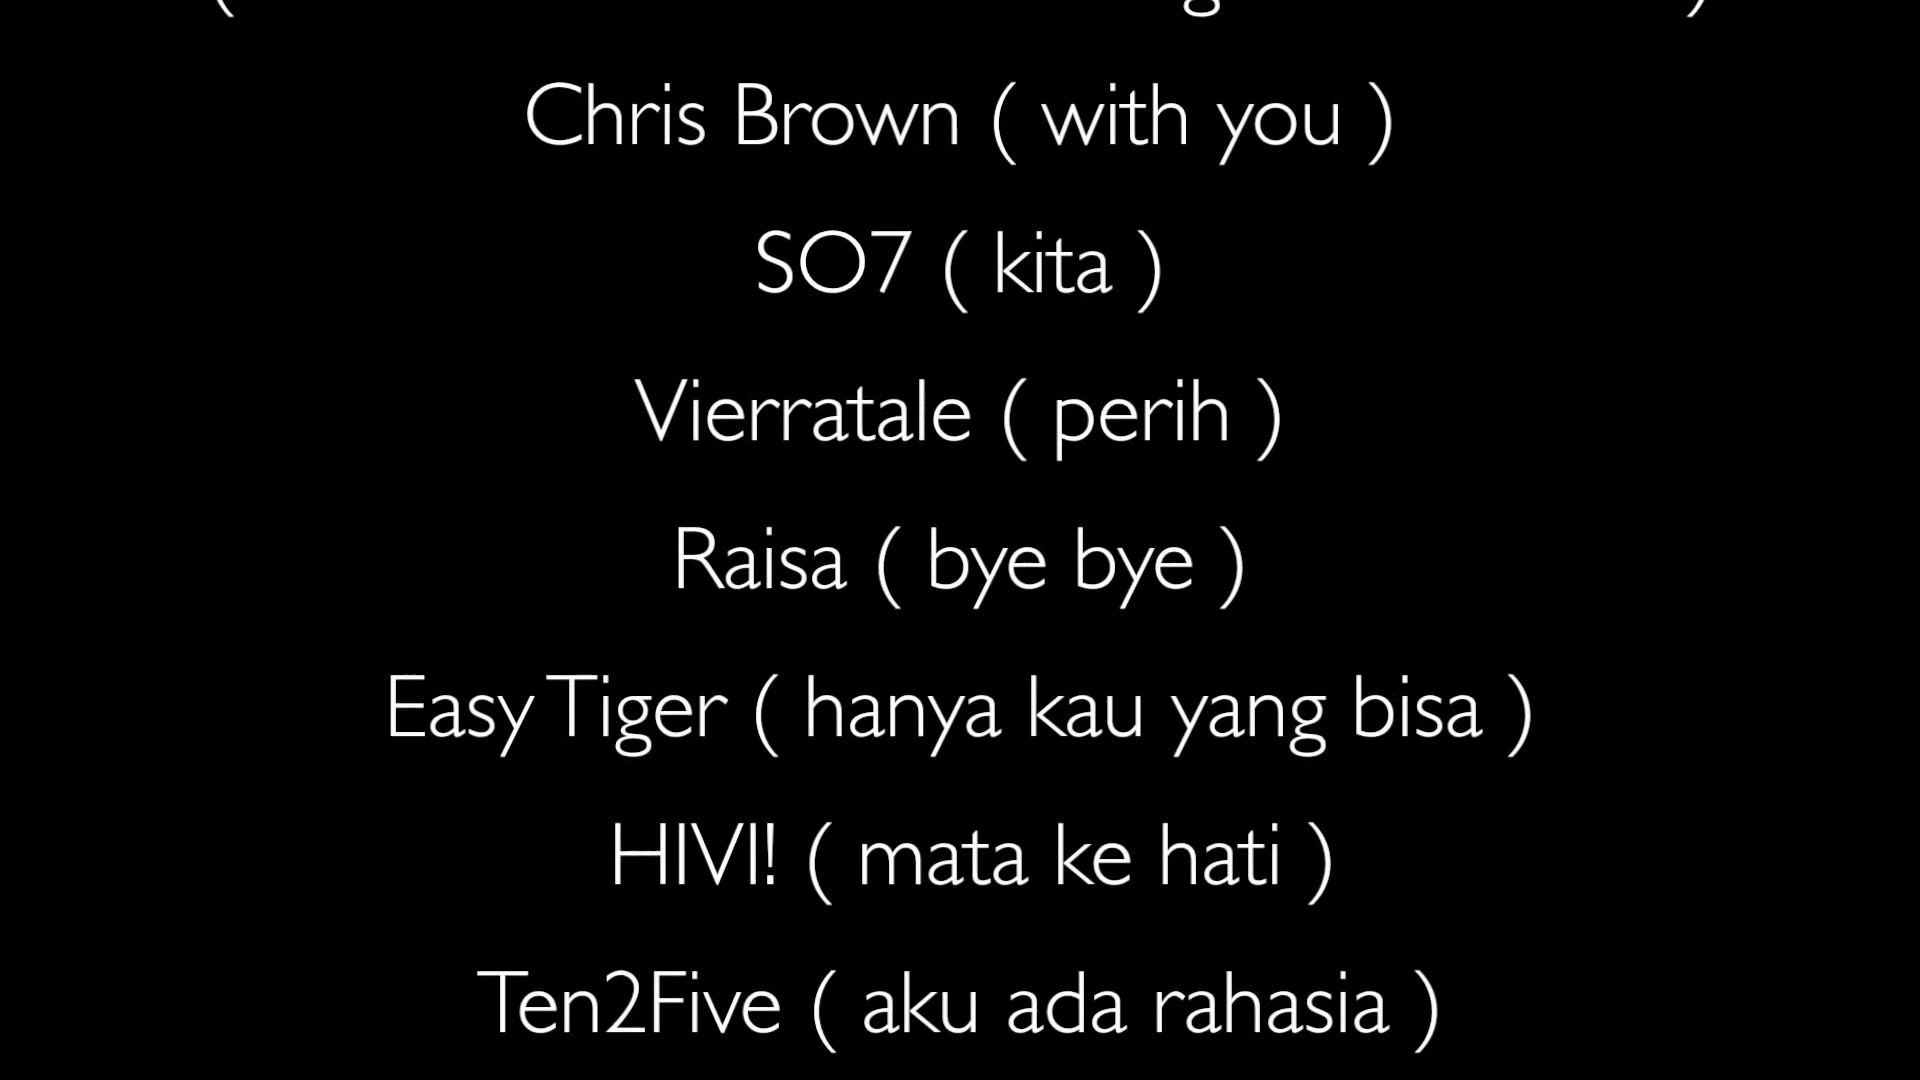 Chris Brown ( with you )
SO7 ( kita )
Vierratale ( perih )
Raisa ( bye bye )
Easy Tiger ( hanya kau yang bisa )
HIVI! ( mata ke hati )
Ten2Five ( aku ada rahasia )